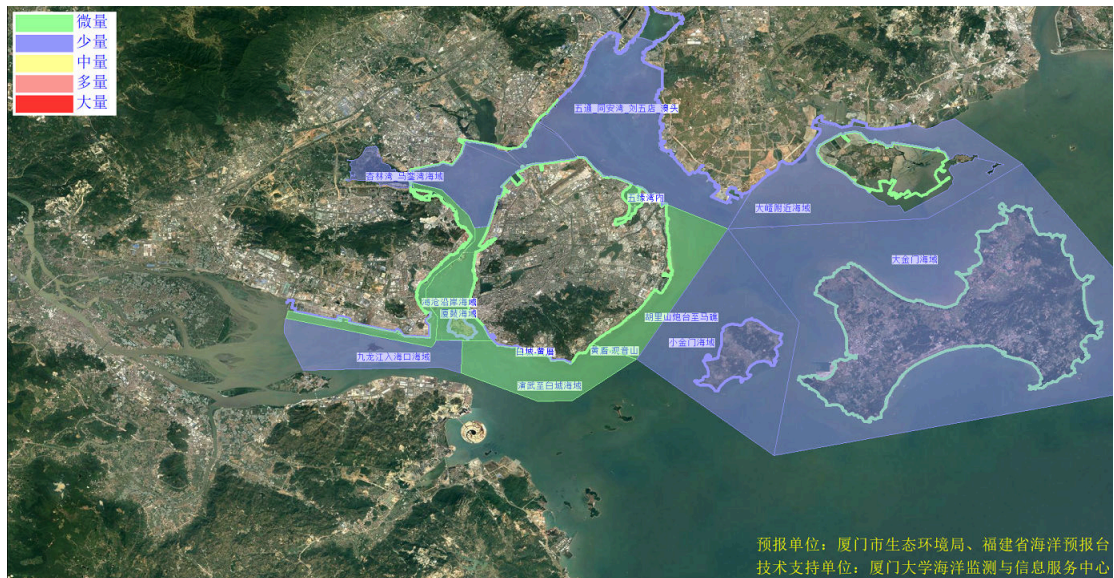 微量
少量
中量
多量
大量
五通 同安湾 刘五店 澳头
杏林湾 马銮湾海域
五缘湾内
大嶝附近海域
大金门海域
海沧沿岸海域
厦鼓海域
胡里山炮台至马銮
小金门海域
九龙江入海口海域
白城-黄厝
黄厝-观音山
演武至白城海域
预报单位：厦门市生态环境局、福建省海洋预报台
技术支持单位：厦门大学海洋监测与信息服务中心